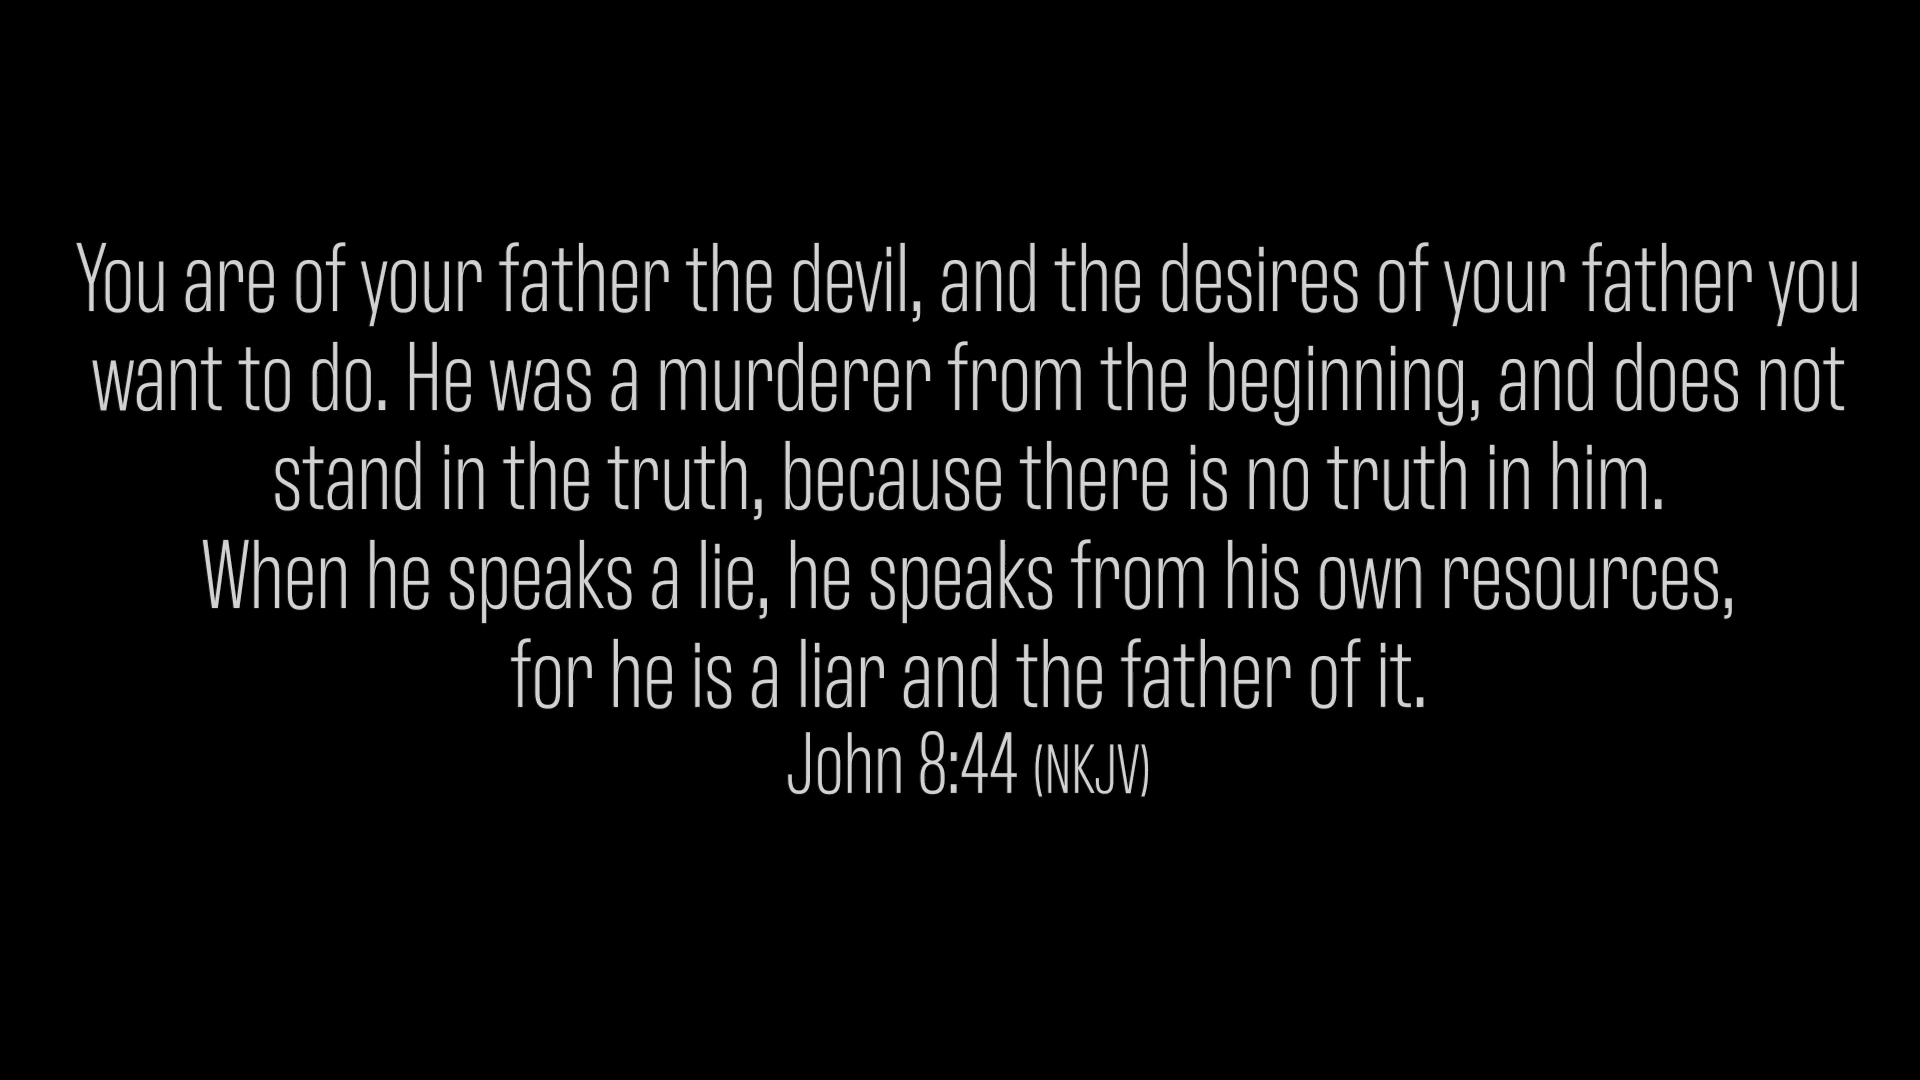 You are of your father the devil, and the desires of your father you
want to do. He was a murderer from the beginning, and does not
stand in the truth, because there is no truth in him.
When he speaks a lie, he speaks from his own resources,
for he is a liar and the father of it.
John 8:44 (NKJV)